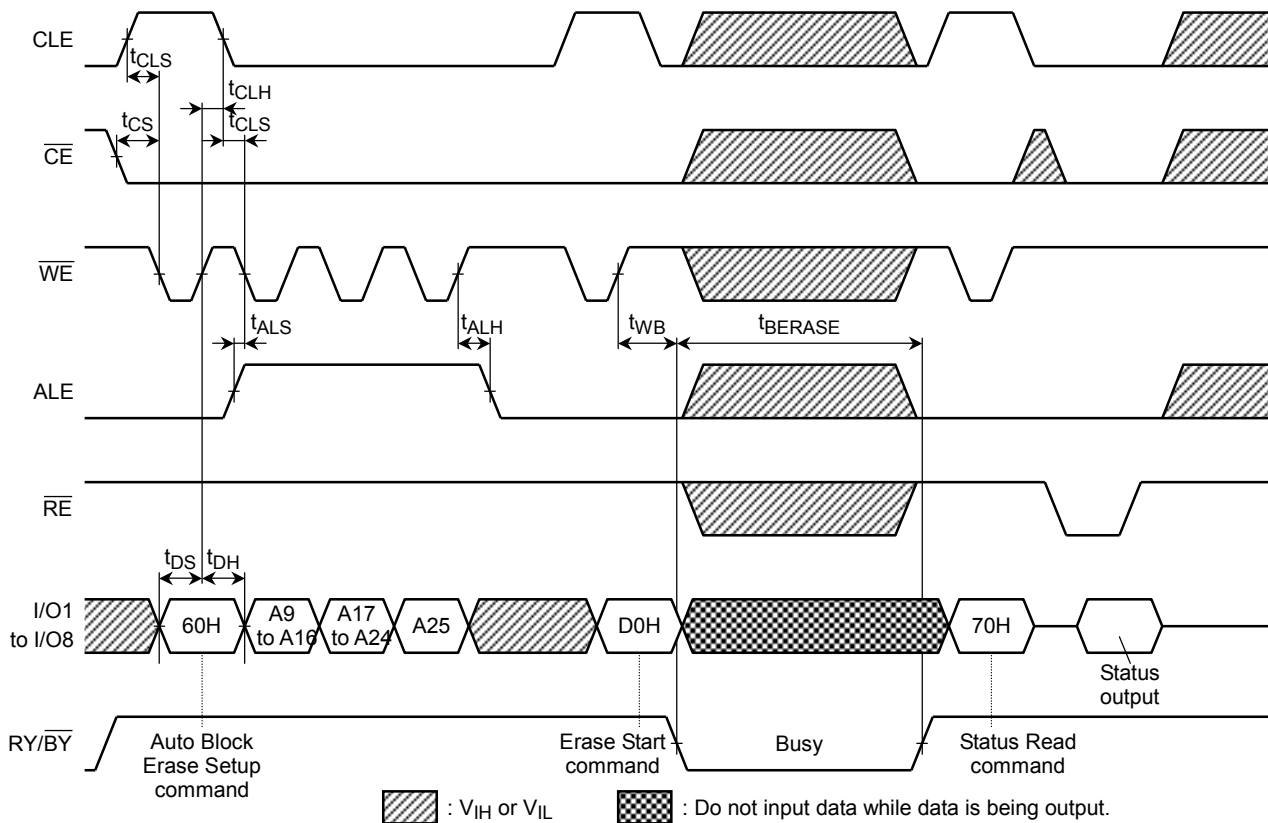 CLE
tCLS
tCLH
tCS
tCLS
CE
WE
tALS
tALH
tWB
tBERASE
ALE
RE
tDS
tDH
I/O1
to I/O8
60H
A9
to A16
A17
to A24
A25
D0H
70H
Status
output
RY/BY
Auto Block
Erase Setup
command
Erase Start
command
Busy
Status Read
command
: VIH or VIL
: Do not input data while data is being output.